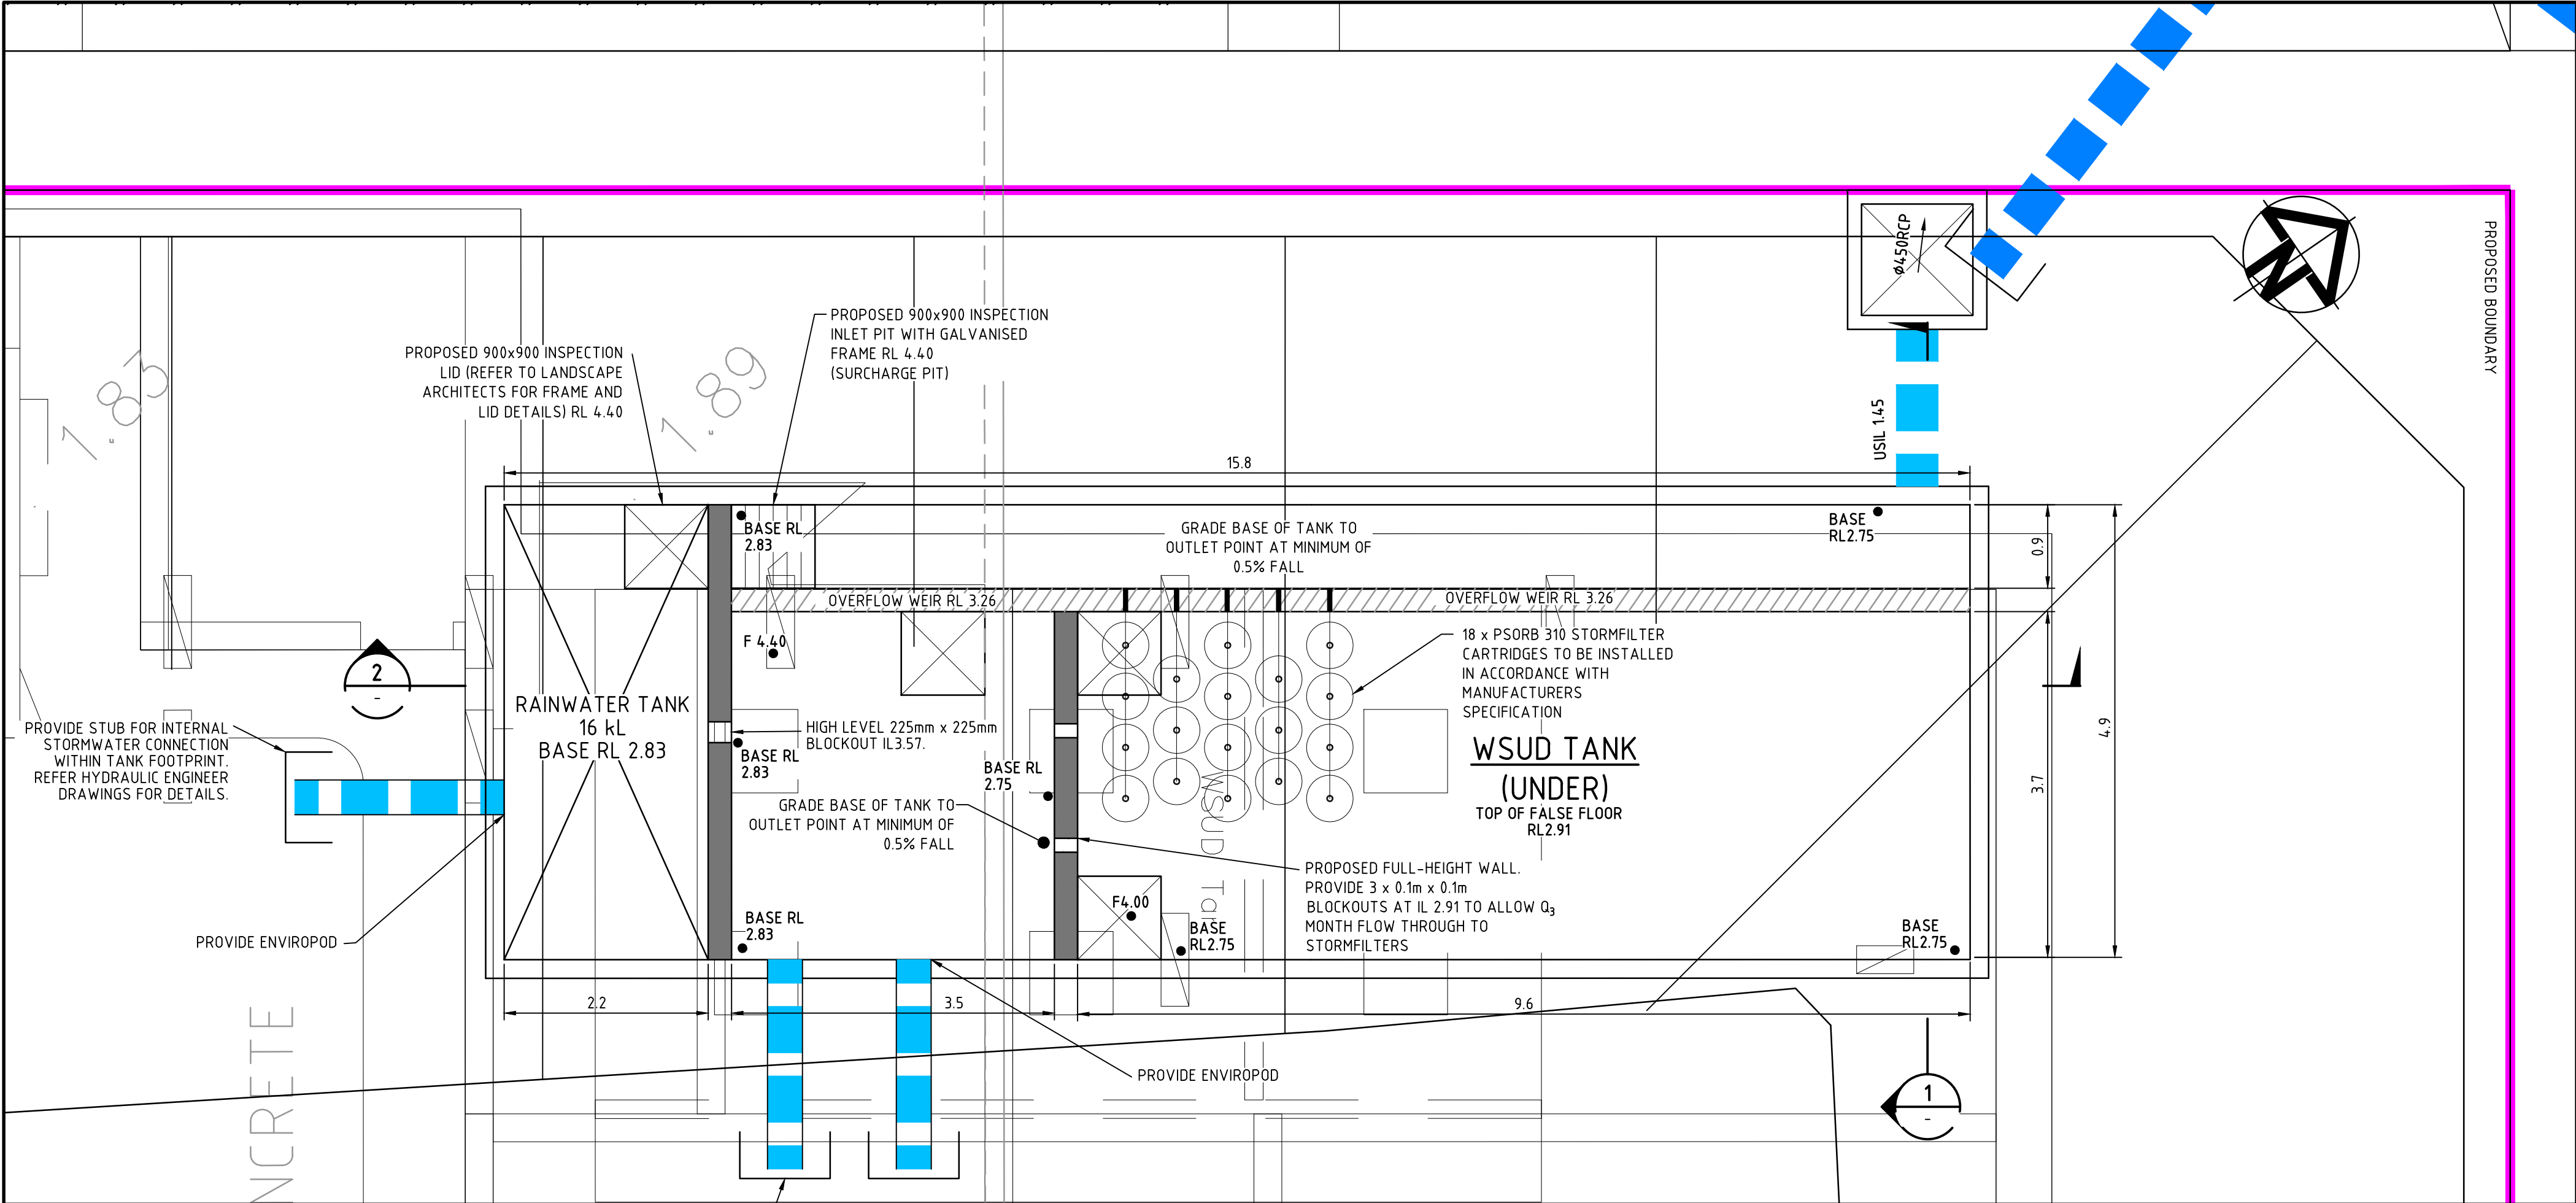 PROPOSED BOUNDARY
Ø450RCP
N
USIL 1.45
1.83
1.89
PROPOSED 900x900 INSPECTION
LID (REFER TO LANDSCAPE
ARCHITECTS FOR FRAME AND
LID DETAILS) RL 4.40
PROPOSED 900x900 INSPECTION
INLET PIT WITH GALVANISED
FRAME RL 4.40
(SURCHARGE PIT)
15.8
BASE RL
2.83
GRADE BASE OF TANK TO
OUTLET POINT AT MINIMUM OF
0.5% FALL
BASE
RL2.75
0.9
4.9
3.7
OVERFLOW WEIR RL 3.26
OVERFLOW WEIR RL 3.26
F 4.40
18 x PSORB 310 STORMFILTER
CARTRIDGES TO BE INSTALLED
IN ACCORDANCE WITH
MANUFACTURERS
SPECIFICATION
2
-
RAINWATER TANK
16 kL
BASE RL 2.83
PROVIDE STUB FOR INTERNAL
STORMWATER CONNECTION
WITHIN TANK FOOTPRINT.
REFER HYDRAULIC ENGINEER
DRAWINGS FOR DETAILS.
HIGH LEVEL 225mm x 225mm
BLOCKOUT IL3.57.
BASE RL
2.83
BASE RL
2.75
GRADE BASE OF TANK TO
OUTLET POINT AT MINIMUM OF
0.5% FALL
WSUD TANK
(UNDER)
TOP OF FALSE FLOOR
RL2.91
WSUD
PROPOSED FULL-HEIGHT WALL.
PROVIDE 3 x 0.1m x 0.1m
BLOCKOUTS AT IL 2.91 TO ALLOW Q3
MONTH FLOW THROUGH TO
STORMFILTERS
BASE RL
2.83
F4.00
BASE
RL2.75
BASE
RL2.75
PROVIDE ENVIROPOD
2.2
3.5
9.6
PROVIDE ENVIROPOD
1
-
NCRETE